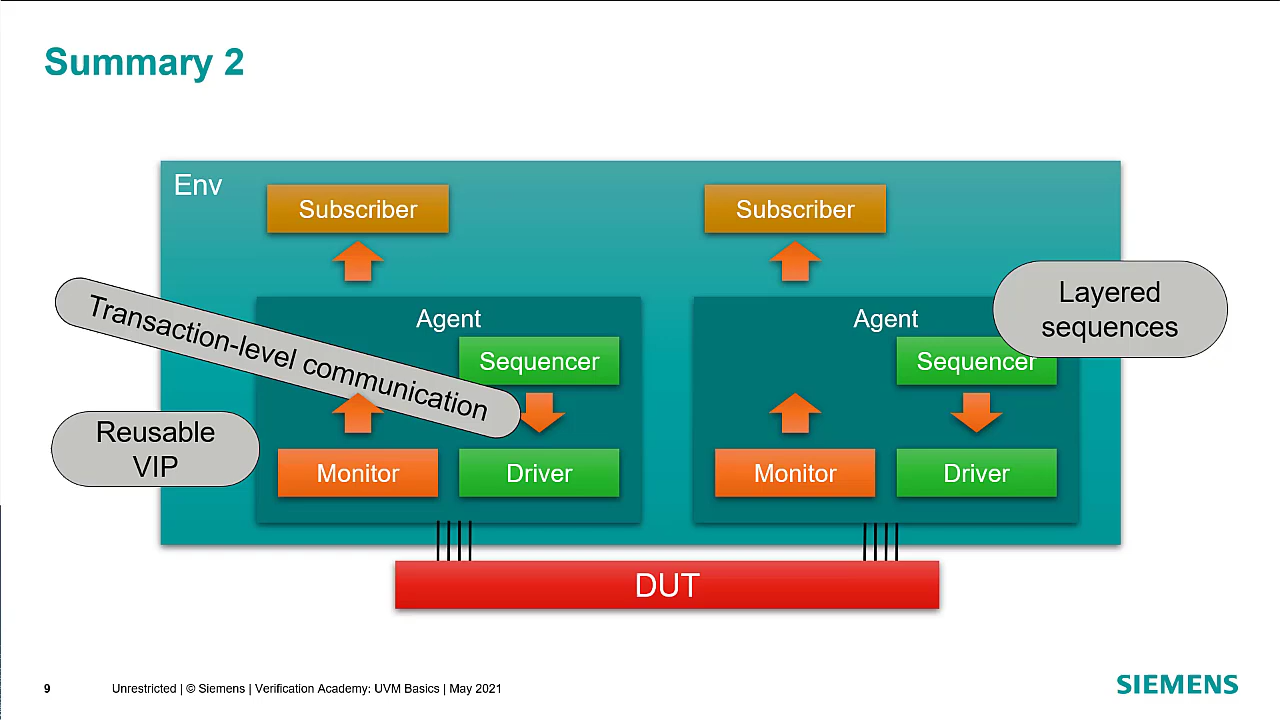 Summary 2
Env
Subscriber
Subscriber
Transaction-level communication
Agent
Sequencer
Agent
Sequencer
Layered
sequences
Reusable
VIP
Monitor
Driver
Monitor
Driver
DUT
9
Unrestricted | © Siemens | Verification Academy: UVM Basics | May 2021
SIEMENS